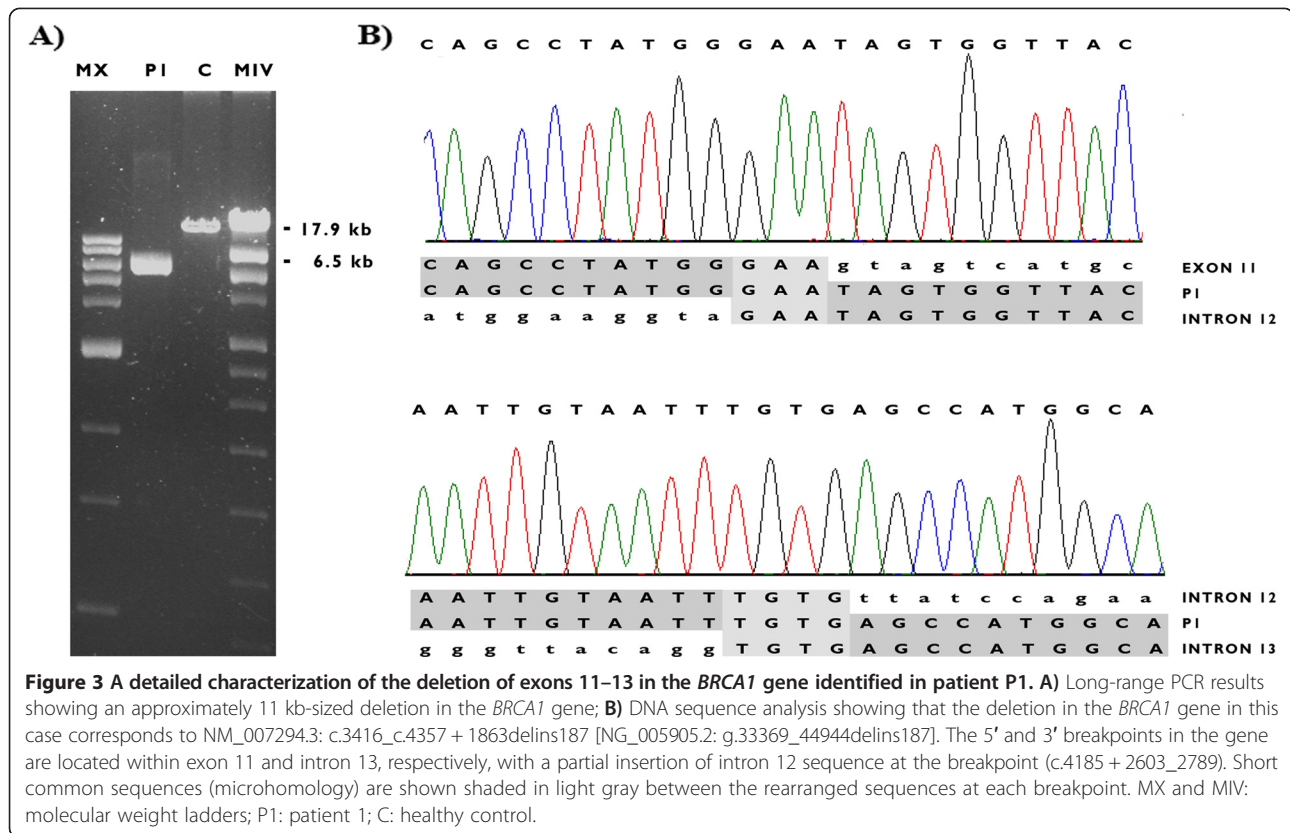 A)
MX P1 C MIV
- 17.9 kb
- 6.5 kb
B)
C A G C C T A T G G G A A T A G T G G T T A C
C A G C C T A T G G G A A g t a g t c a t g c EXON 11
C A G C C T A T G G G A A T A G T G G T T A C P1
a t g g a a g g t a G A A T A G T G G T T A C INTRON 12
A A T T G T A A T T T G T G A G C C A T G G C A
A A T T G T A A T T T G T G t t a t c c a g a a INTRON 12
A A T T G T A A T T T G T G A G C C A T G G C A P1
g g g t t a c a g g T G T G A G C C A T G G C A INTRON 13
Figure 3 A detailed characterization of the deletion of exons 11–13 in the BRCA1 gene identified in patient P1. A) Long-range PCR results
showing an approximately 11 kb-sized deletion in the BRCA1 gene; B) DNA sequence analysis showing that the deletion in the BRCA1 gene in this
case corresponds to NM_007294.3: c.3416_c.4357 + 1863delins187 [NG_005905.2: g.33369_44944delins187]. The 5′ and 3′ breakpoints in the gene
are located within exon 11 and intron 13, respectively, with a partial insertion of intron 12 sequence at the breakpoint (c.4185 + 2603_2789). Short
common sequences (microhomology) are shown shaded in light gray between the rearranged sequences at each breakpoint. MX and MIV:
molecular weight ladders; P1: patient 1; C: healthy control.